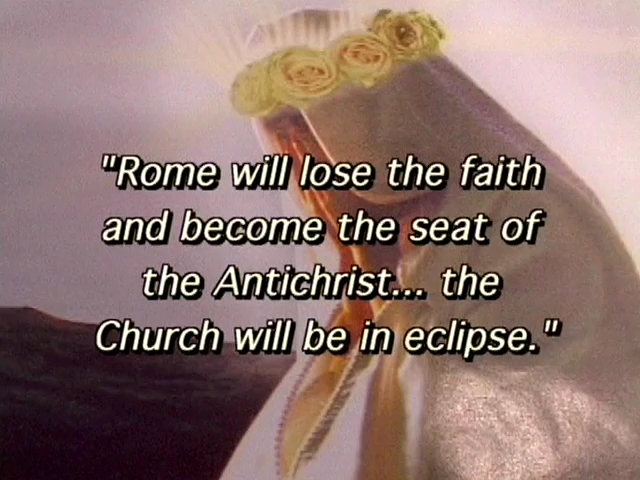 "Rome will lose the faith
and become the seat of
the Antichrist... the
Church will be in eclipse."